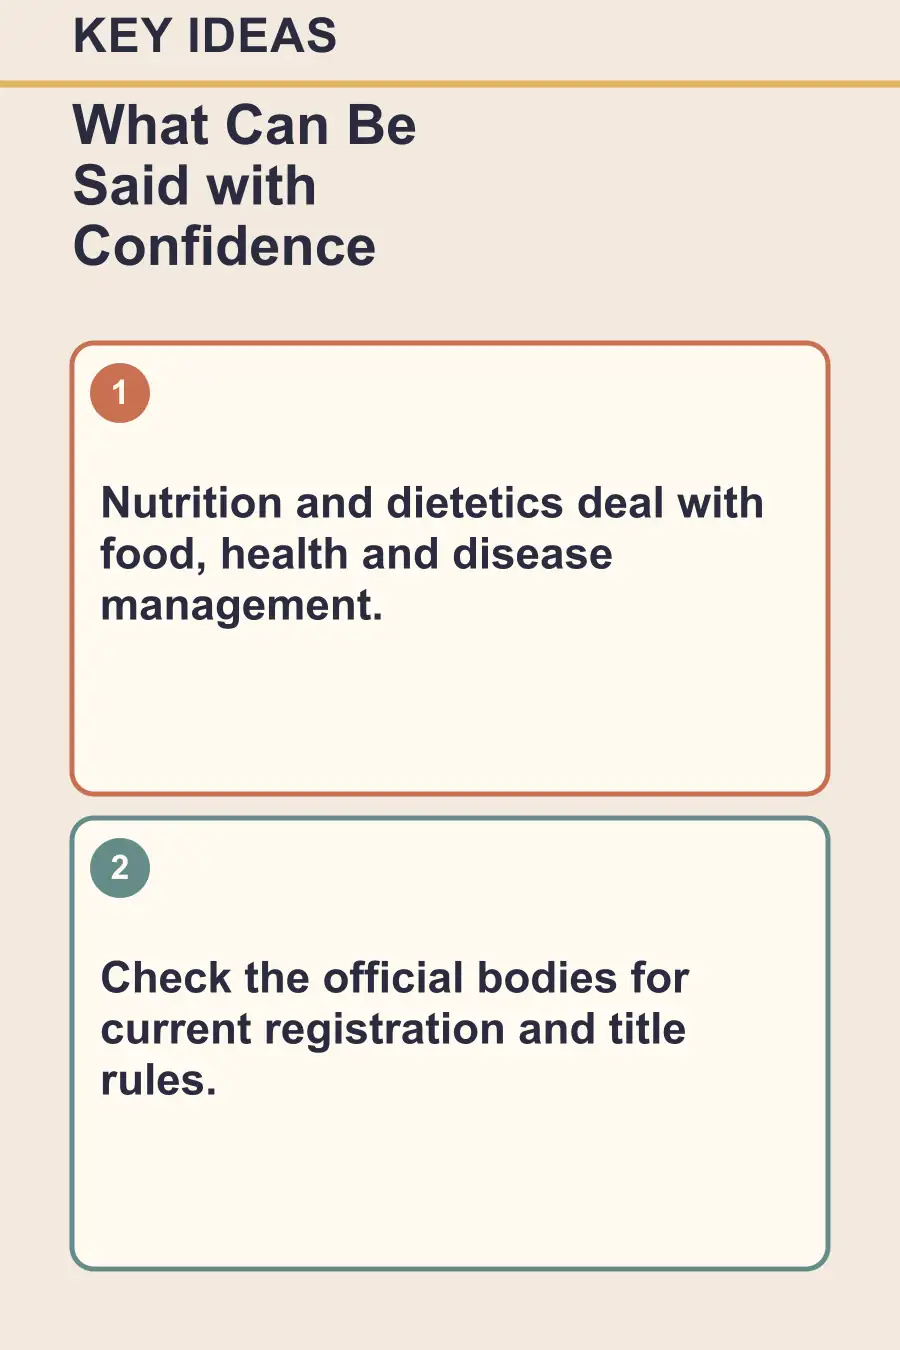 KEY IDEAS
What Can Be
Said with
Confidence
1
Nutrition and dietetics deal with
food, health and disease
management.
2
Check the official bodies for
current registration and title
rules.